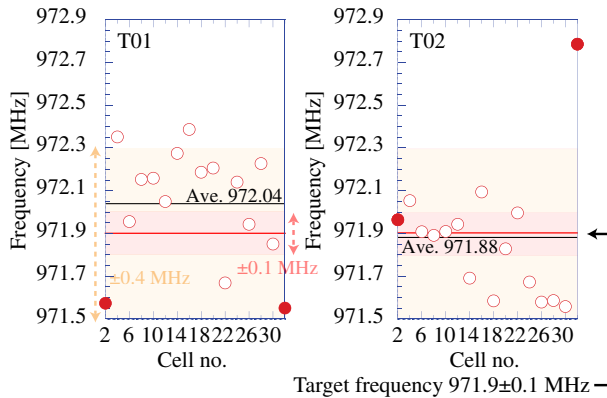 T01
Frequency [MHz]
972.9
972.7
972.5
972.3
972.1
971.9
971.7
971.5
Ave. 972.04
±0.1 MHz
±0.4 MHz
2 6 10 14 18 22 26 30
Cell no.
T02
Frequency [MHz]
972.9
972.7
972.5
972.3
972.1
971.9
971.7
971.5
Ave. 971.88
2 6 10 14 18 22 26 30
Cell no.
Target frequency 971.9±0.1 MHz